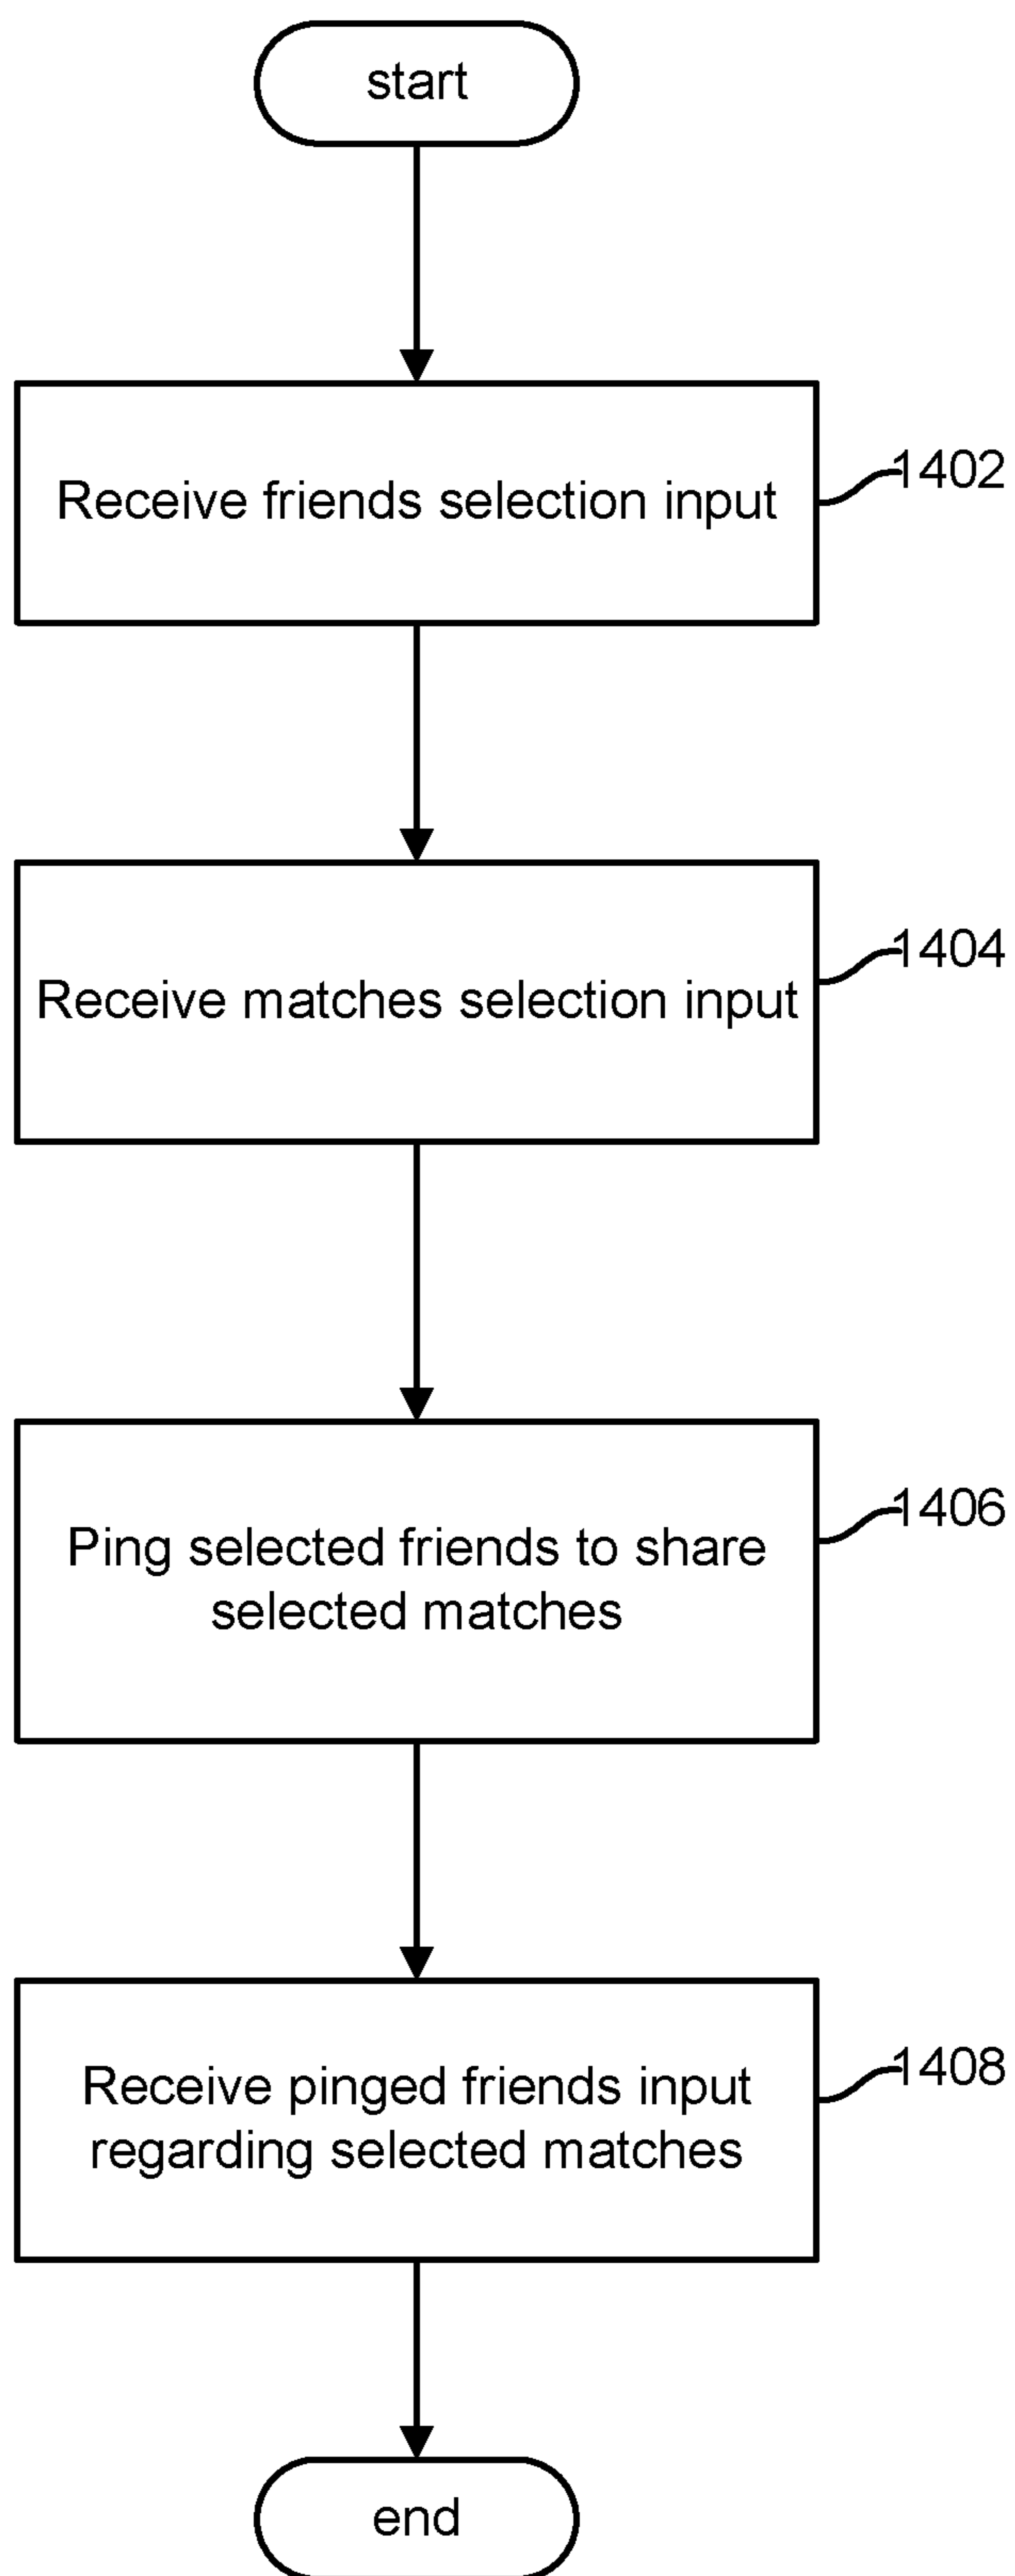 start
Receive friends selection input
1402
Receive matches selection input
1404
Ping selected friends to share
selected matches
1406
Receive pinged friends input
regarding selected matches
1408
end